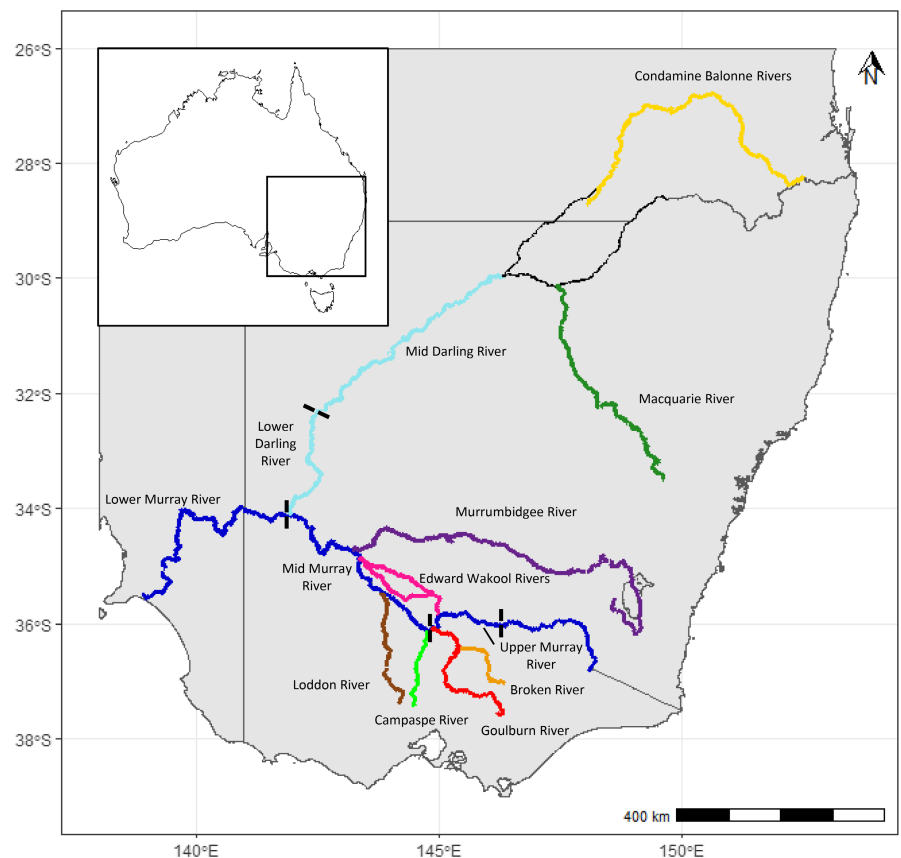 26°S
N
Condamine Balonne Rivers
28°S
30°S
Mid Darling River
32°S
Macquarie River
Lower
Darling
River
34°S
Lower Murray River
Murrumbidgee River
Mid Murray
River
Edward Wakool Rivers
36°S
Upper Murray
River
Loddon River
Broken River
Campaspe River
Goulburn River
38°S
400 km
140°E
145°E
150°E